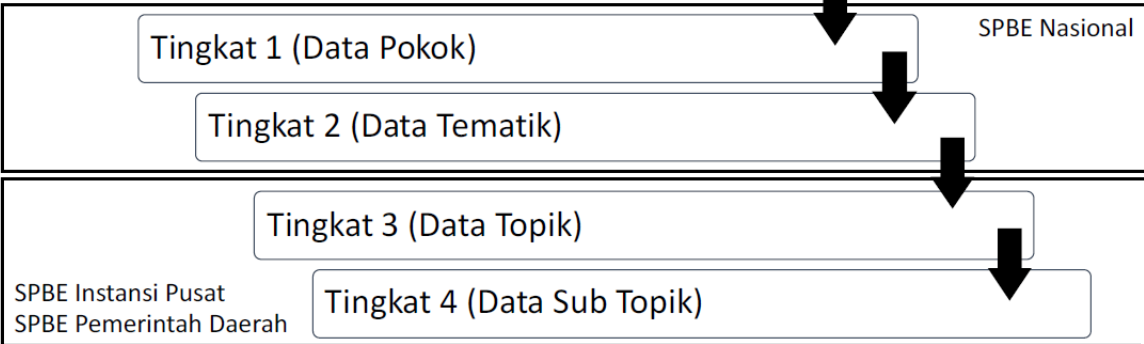 SPBE Nasional
Tingkat 1 (Data Pokok)
Tingkat 2 (Data Tematik)
Tingkat 3 (Data Topik)
SPBE Instansi Pusat
SPBE Pemerintah Daerah
Tingkat 4 (Data Sub Topik)